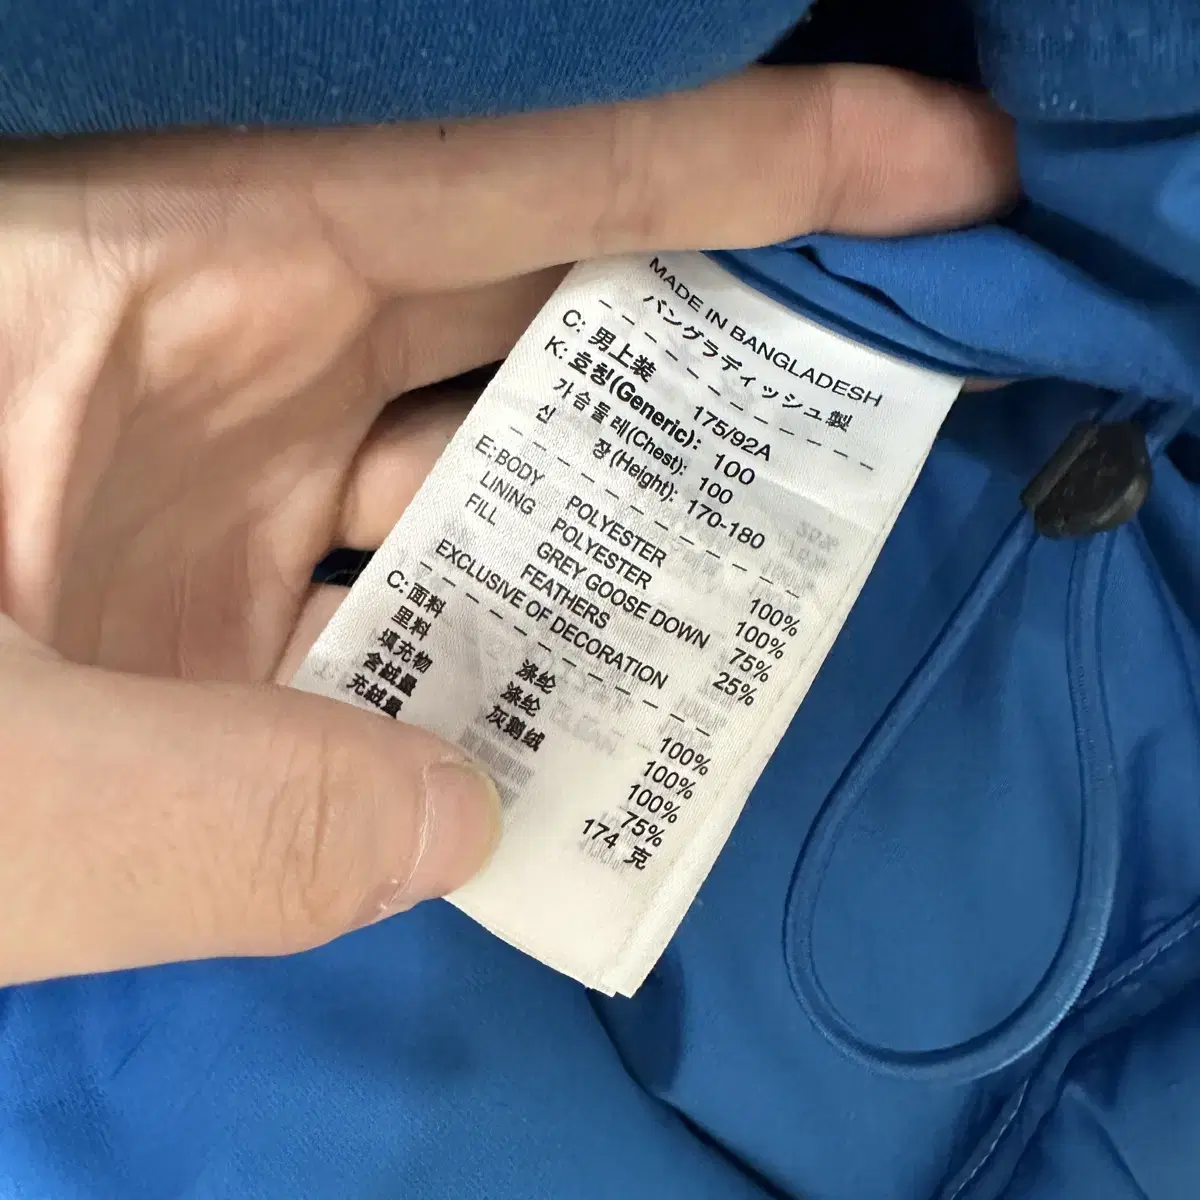 MADE IN BANGLADESH
バングラディッシュ製
C: 男上装 175/92A
K: 호칭(Generic): 100
가슴둘레(Chest): 100
신 장(Height): 170-180
E: BODY POLYESTER 100%
LINING POLYESTER 100%
FILL GREY GOOSE DOWN 75%
FEATHERS 25%
EXCLUSIVE OF DECORATION
C: 面料 涤纶 100%
里料 涤纶 100%
填充物 灰鹅绒 100%
含绒量 75%
充绒量 174 克